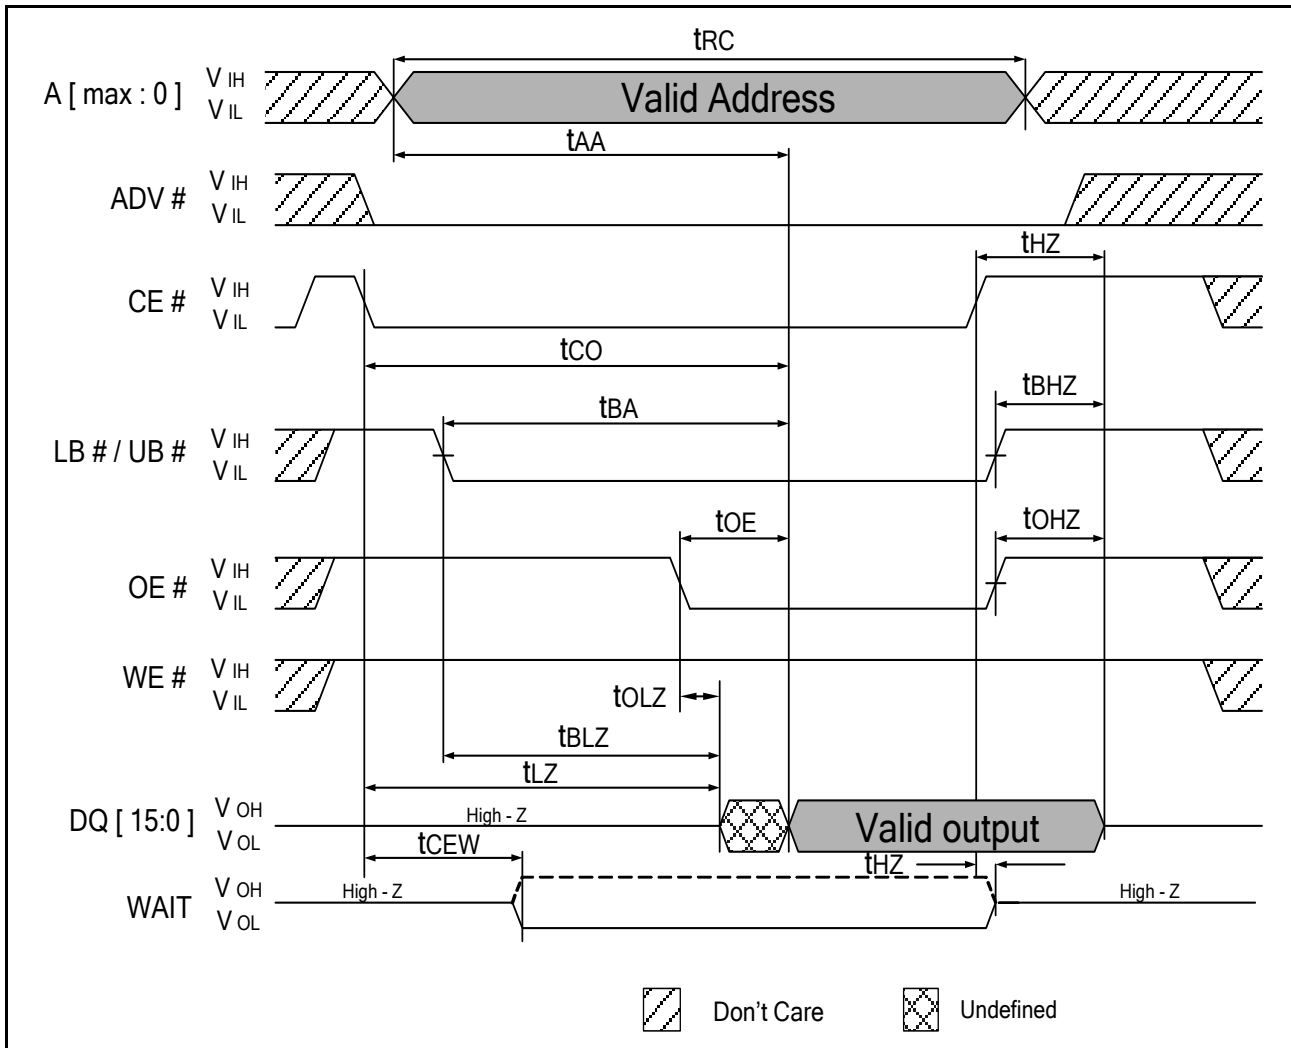 tRC
A [ max : 0 ] V IH
V IL
Valid Address
tAA
ADV # V IH
V IL
tHZ
CE # V IH
V IL
tCO
tBHZ
tBA
LB # / UB # V IH
V IL
tOE
tOHZ
OE # V IH
V IL
WE # V IH
V IL
tOLZ
tBLZ
tLZ
DQ [ 15:0 ] V OH
V OL
High - Z
Valid output
tCEW
tHZ
WAIT V OH
V OL
High - Z
High - Z
Don't Care
Undefined